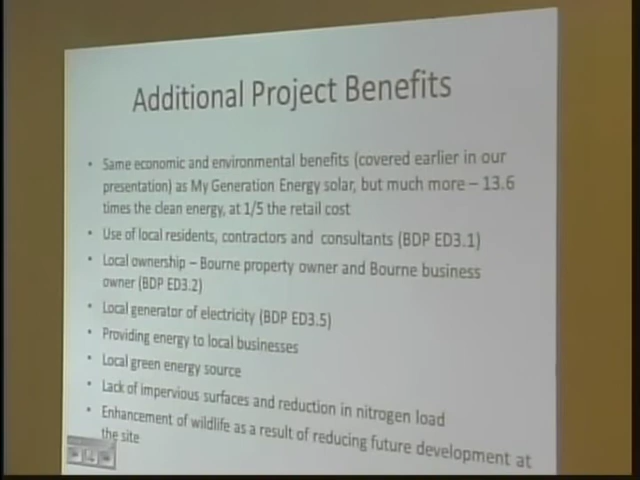 Additional Project Benefits
• Same economic and environmental benefits (covered earlier in our
presentation) as My Generation Energy solar, but much more – 13.6
times the clean energy, at 1/5 the retail cost
• Use of local residents, contractors and consultants (BDP ED3.1)
• Local ownership – Bourne property owner and Bourne business
owner (BDP ED3.2)
• Local generator of electricity (BDP ED3.5)
• Providing energy to local businesses
• Local green energy source
• Lack of impervious surfaces and reduction in nitrogen load
• Enhancement of wildlife as a result of reducing future development at
the site